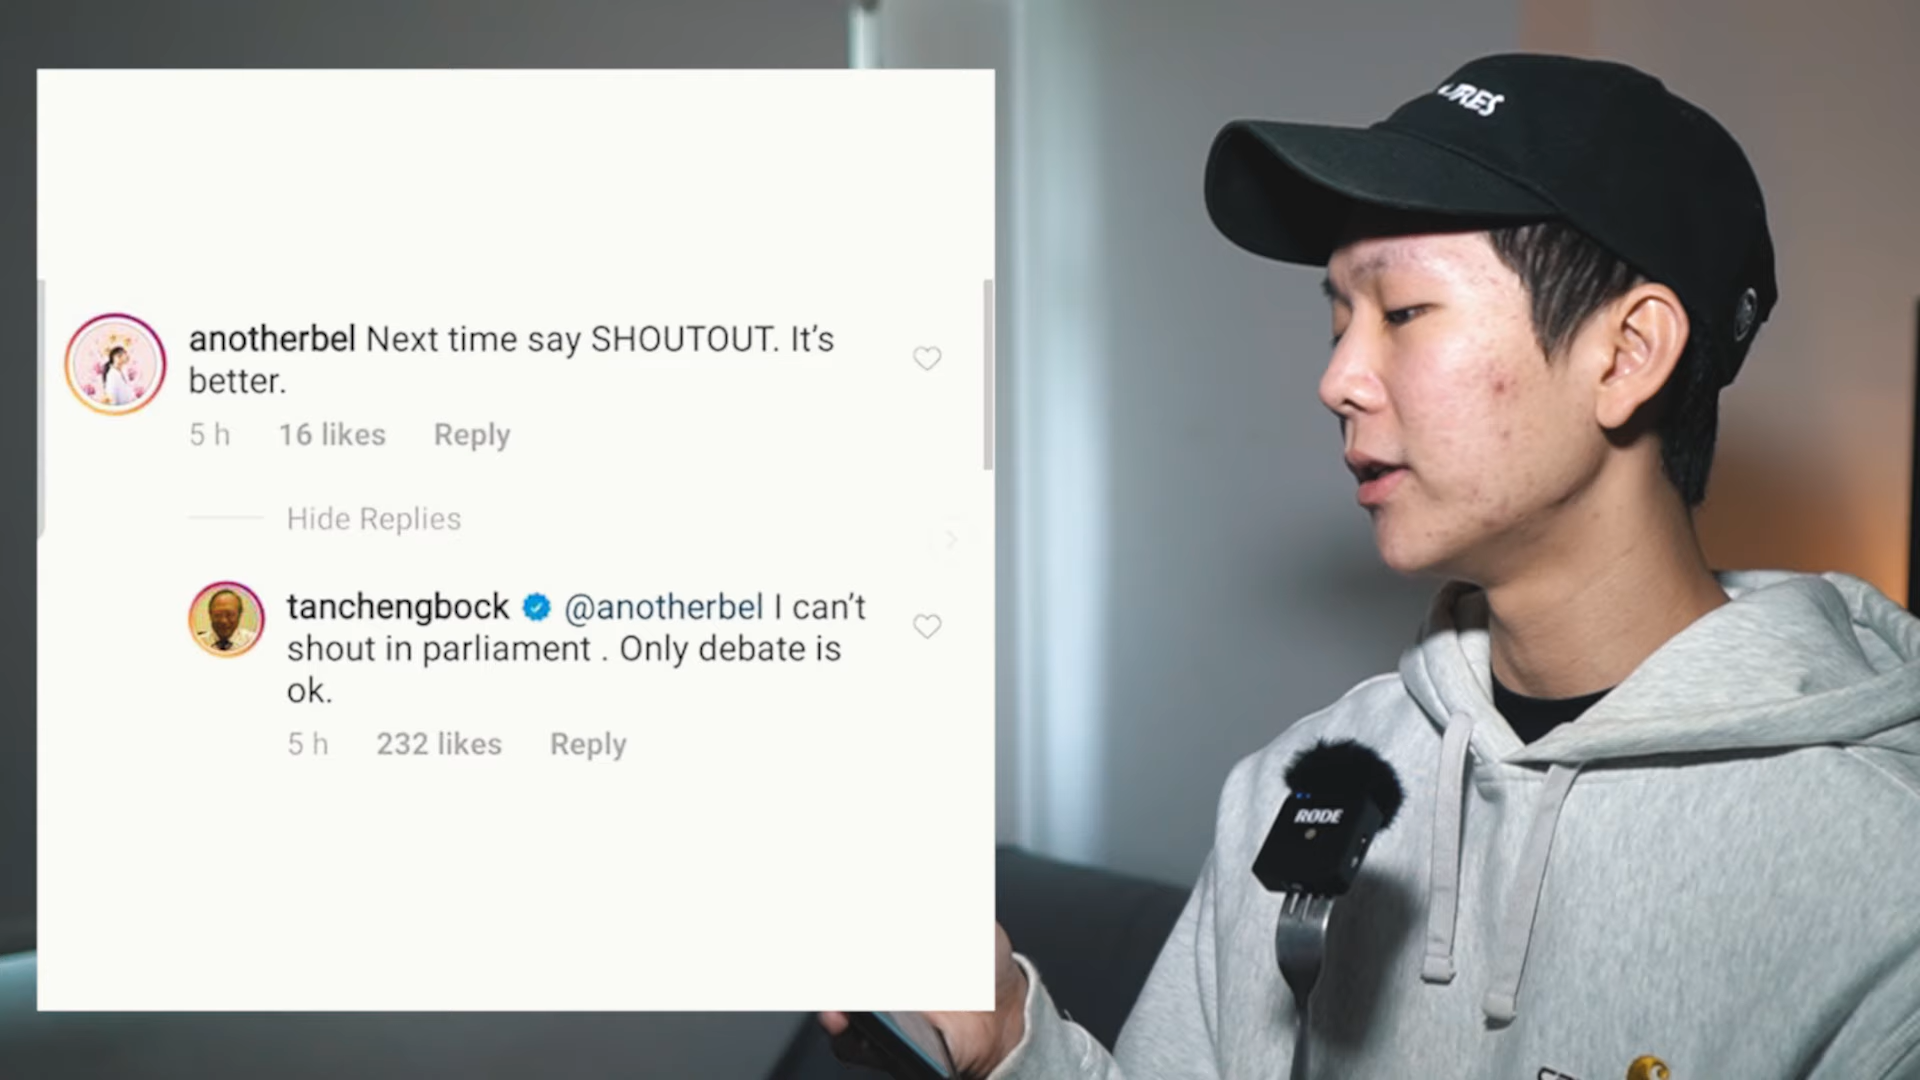 anotherbel Next time say SHOUTOUT. It's
better.
5 h 16 likes Reply
Hide Replies
tanchengbock @anotherbel I can't
shout in parliament . Only debate is
ok.
5 h 232 likes Reply
RØDE